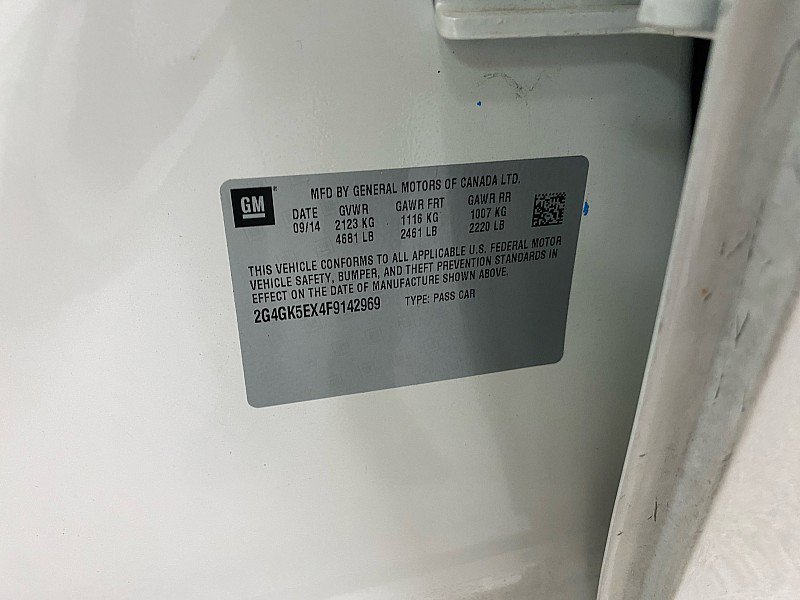 GM ®
MFD BY GENERAL MOTORS OF CANADA LTD.
DATE GVWR GAWR FRT GAWR RR
09/14 2123 KG 1116 KG 1007 KG
4681 LB 2461 LB 2220 LB
THIS VEHICLE CONFORMS TO ALL APPLICABLE U.S. FEDERAL MOTOR
VEHICLE SAFETY, BUMPER, AND THEFT PREVENTION STANDARDS IN
EFFECT ON THE DATE OF MANUFACTURE SHOWN ABOVE.
2G4GK5EX4F9142969 TYPE: PASS CAR